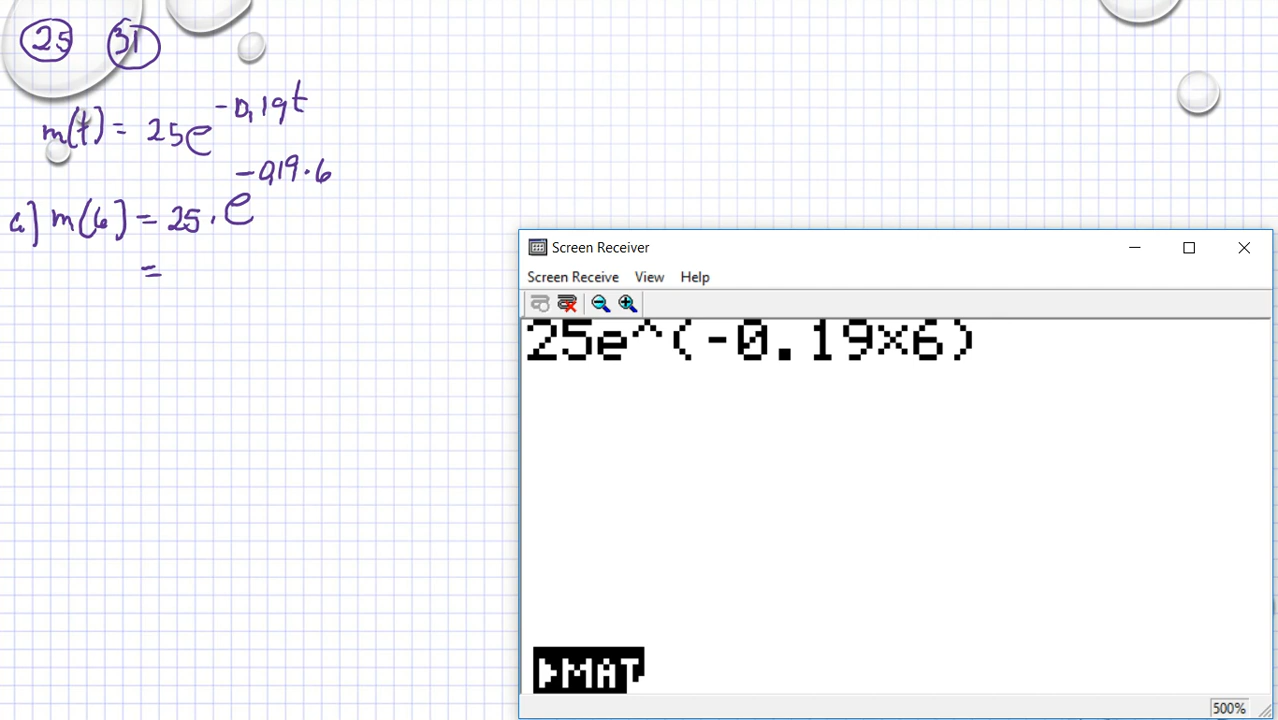 25 31
m(t) = 25e^-0,19t
a] m(6) = 25 · e^-0,19·6
=
Screen Receiver
Screen Receive View Help
25e^(-0.19×6)
▶MAT
500%